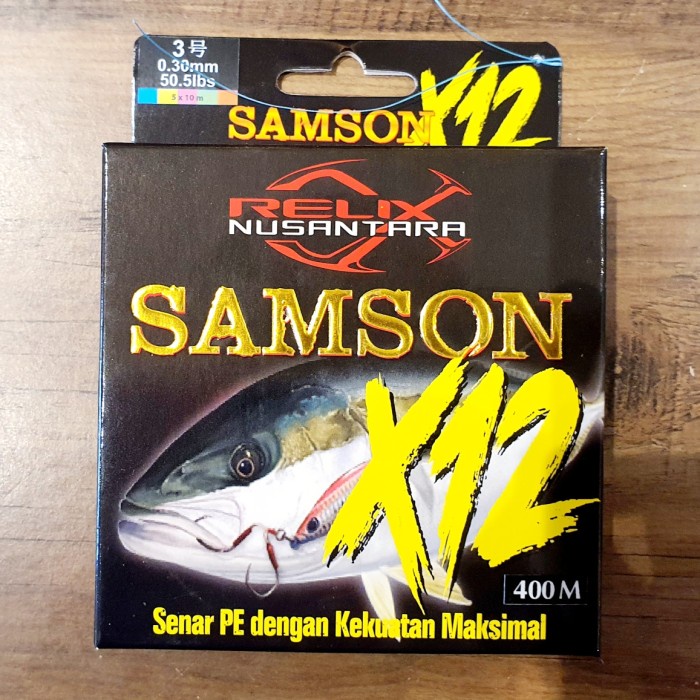 3号
0.30mm
50.5lbs
5 x 10 m
SAMSON X12
RELIX
NUSANTARA
SAMSON
X12
400M
Senar PE dengan Kekuatan Maksimal